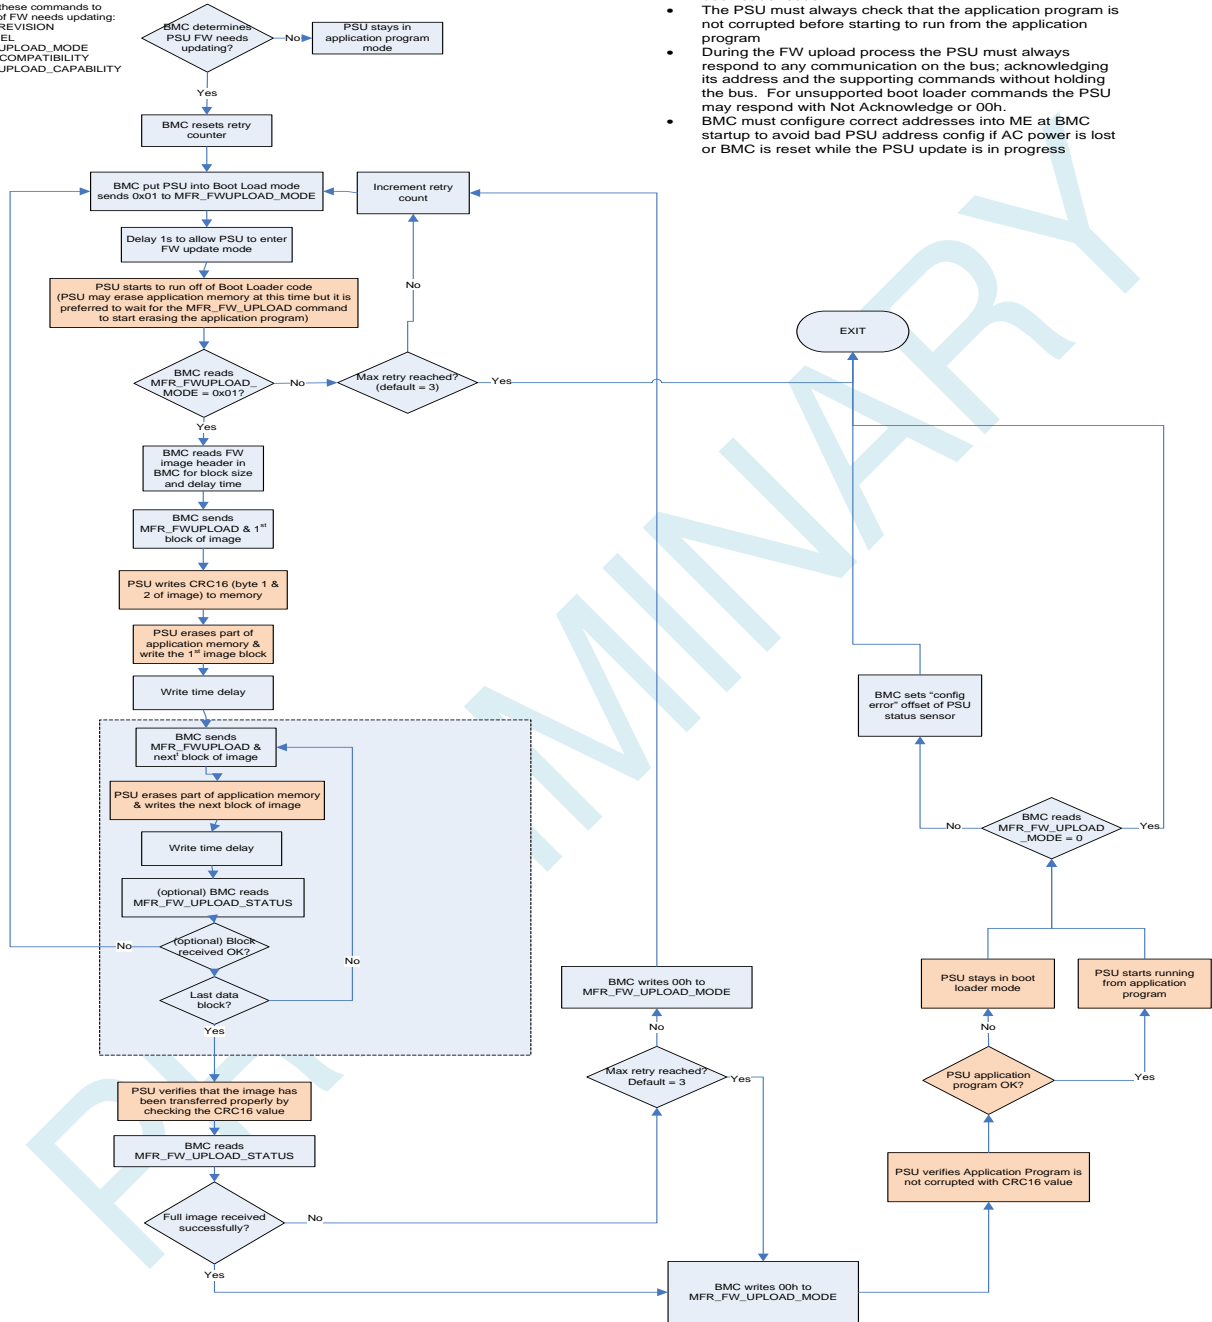 these commands to
of FW needs updating:
REVISION
EL
UPLOAD_MODE
COMPATIBILITY
UPLOAD_CAPABILITY
BMC determines
PSU FW needs
updating?
No
PSU stays in
application program
mode
• The PSU must always check that the application program is
not corrupted before starting to run from the application
program
• During the FW upload process the PSU must always
respond to any communication on the bus; acknowledging
its address and the supporting commands without holding
the bus. For unsupported boot loader commands the PSU
may respond with Not Acknowledge or 00h.
• BMC must configure correct addresses into ME at BMC
startup to avoid bad PSU address config if AC power is lost
or BMC is reset while the PSU update is in progress
Yes
BMC resets retry
counter
BMC put PSU into Boot Load mode
sends 0x01 to MFR_FWUPLOAD_MODE
Increment retry
count
Delay 1s to allow PSU to enter
FW update mode
No
PSU starts to run off of Boot Loader code
(PSU may erase application memory at this time but it is
preferred to wait for the MFR_FW_UPLOAD command
to start erasing the application program)
EXIT
BMC reads
MFR_FWUPLOAD_
MODE = 0x01?
No
Max retry reached?
(default = 3)
Yes
Yes
BMC reads FW
image header in
BMC for block size
and delay time
BMC sends
MFR_FWUPLOAD & 1st
block of image
PSU writes CRC16 (byte 1 &
2 of image) to memory
PSU erases part of
application memory &
write the 1st image block
Write time delay
BMC sets “config
error” offset of PSU
status sensor
BMC sends
MFR_FWUPLOAD &
nextt block of image
PSU erases part of application memory
& writes the next block of image
Write time delay
(optional) BMC reads
MFR_FW_UPLOAD_STATUS
(optional) Block
received OK?
No
No
Last data
block?
Yes
No
BMC reads
MFR_FW_UPLOAD
_MODE = 0
Yes
BMC writes 00h to
MFR_FW_UPLOAD_MODE
PSU stays in boot
loader mode
PSU starts running
from application
program
No
No
Max retry reached?
Default = 3
Yes
PSU application
program OK?
Yes
PSU verifies that the image has
been transferred properly by
checking the CRC16 value
BMC reads
MFR_FW_UPLOAD_STATUS
PSU verifies Application Program is
not corrupted with CRC16 value
Full image received
successfully?
No
Yes
BMC writes 00h to
MFR_FW_UPLOAD_MODE